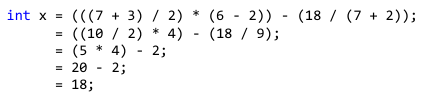 int x = (((7 + 3) / 2) * (6 - 2)) - (18 / (7 + 2));
= ((10 / 2) * 4) - (18 / 9);
= (5 * 4) - 2;
= 20 - 2;
= 18;